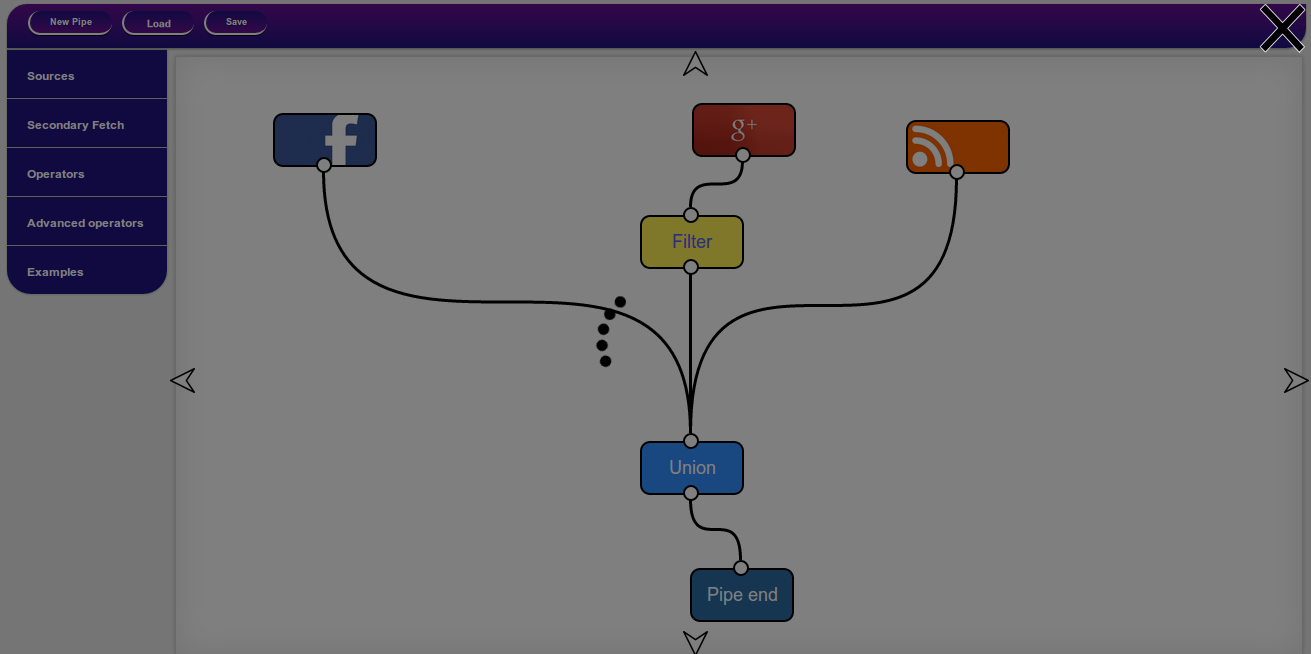 New Pipe
Load
Save
Sources
Secondary Fetch
Operators
Advanced operators
Examples
f
g+
Filter
Union
Pipe end